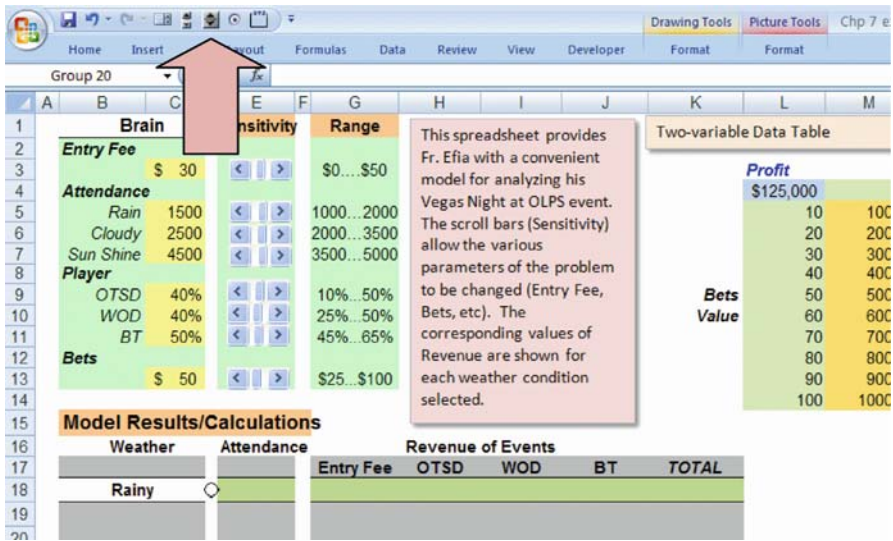 Drawing Tools Picture Tools Chp 7 e
Home Insert yout Formulas Data Review View Developer Format Format
Group 20 fx
A B C E F G H I J K L M
1 Brain nsitivity Range
2 Entry Fee
3 $ 30 $0....$50
4 Attendance
5 Rain 1500 1000...2000
6 Cloudy 2500 2000...3500
7 Sun Shine 4500 3500...5000
8 Player
9 OTSD 40% 10%...50%
10 WOD 40% 25%...50%
11 BT 50% 45%...65%
12 Bets
13 $ 50 $25...$100
14
This spreadsheet provides
Fr. Efia with a convenient
model for analyzing his
Vegas Night at OLPS event.
The scroll bars (Sensitivity)
allow the various
parameters of the problem
to be changed (Entry Fee,
Bets, etc). The
corresponding values of
Revenue are shown for
each weather condition
selected.
Two-variable Data Table
Profit
$125,000
10 100
20 200
30 300
40 400
Bets 50 500
Value 60 600
70 700
80 800
90 900
100 1000
15 Model Results/Calculations
16 Weather Attendance Revenue of Events
17 Entry Fee OTSD WOD BT TOTAL
18 Rainy
19
20